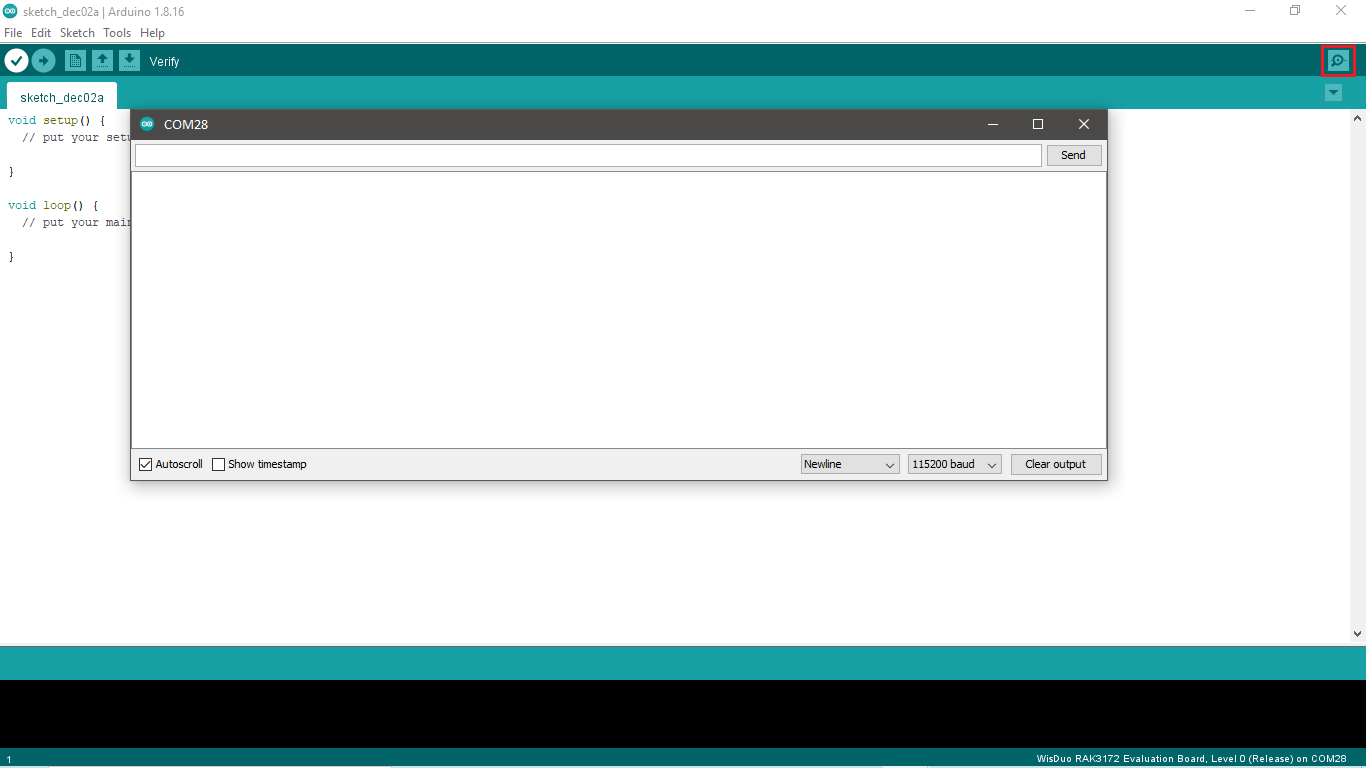 sketch_dec02a | Arduino 1.8.16
File Edit Sketch Tools Help
Verify
sketch_dec02a
void setup() {
// put your setu
}
void loop() {
// put your main
}
COM28
Send
Autoscroll Show timestamp Newline 115200 baud Clear output
1 WisDuo RAK3172 Evaluation Board, Level 0 (Release) on COM28